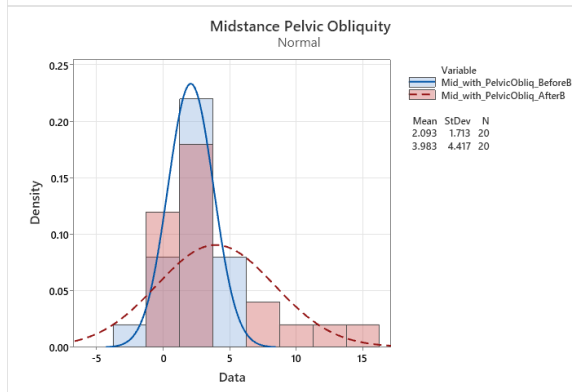 Midstance Pelvic Obliquity
Normal
0.25
0.20
0.15
0.10
0.05
0.00
Density
-5
0
5
10
15
Data
Variable
Mid_with_PelvicObliq_BeforeB
Mid_with_PelvicObliq_AfterB
Mean StDev N
2.093 1.713 20
3.983 4.417 20